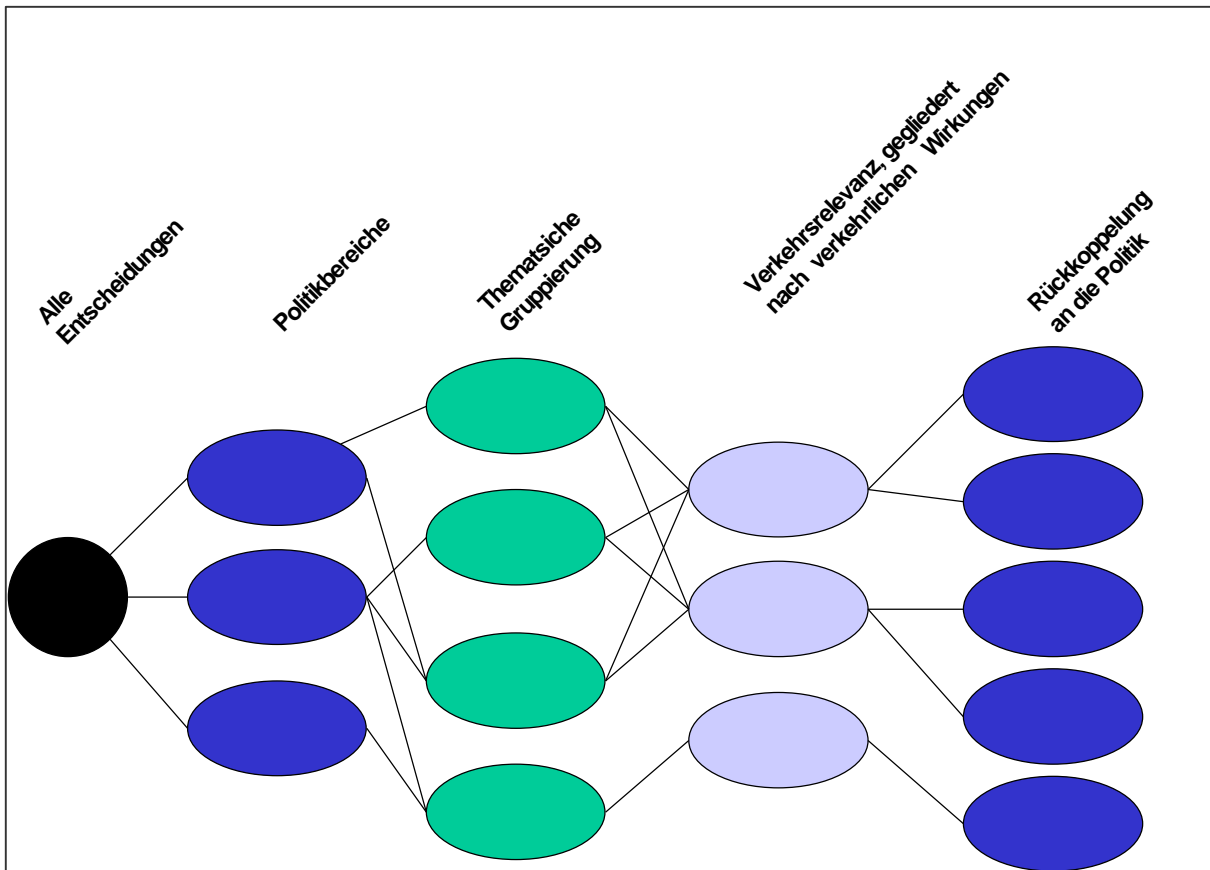 Alle
Entscheidungen
Politikbereiche
Thematsiche
Gruppierung
Verkehrsrelevanz, gegliedert
nach verkehrlichen Wirkungen
Rückkoppelung
an die Politik